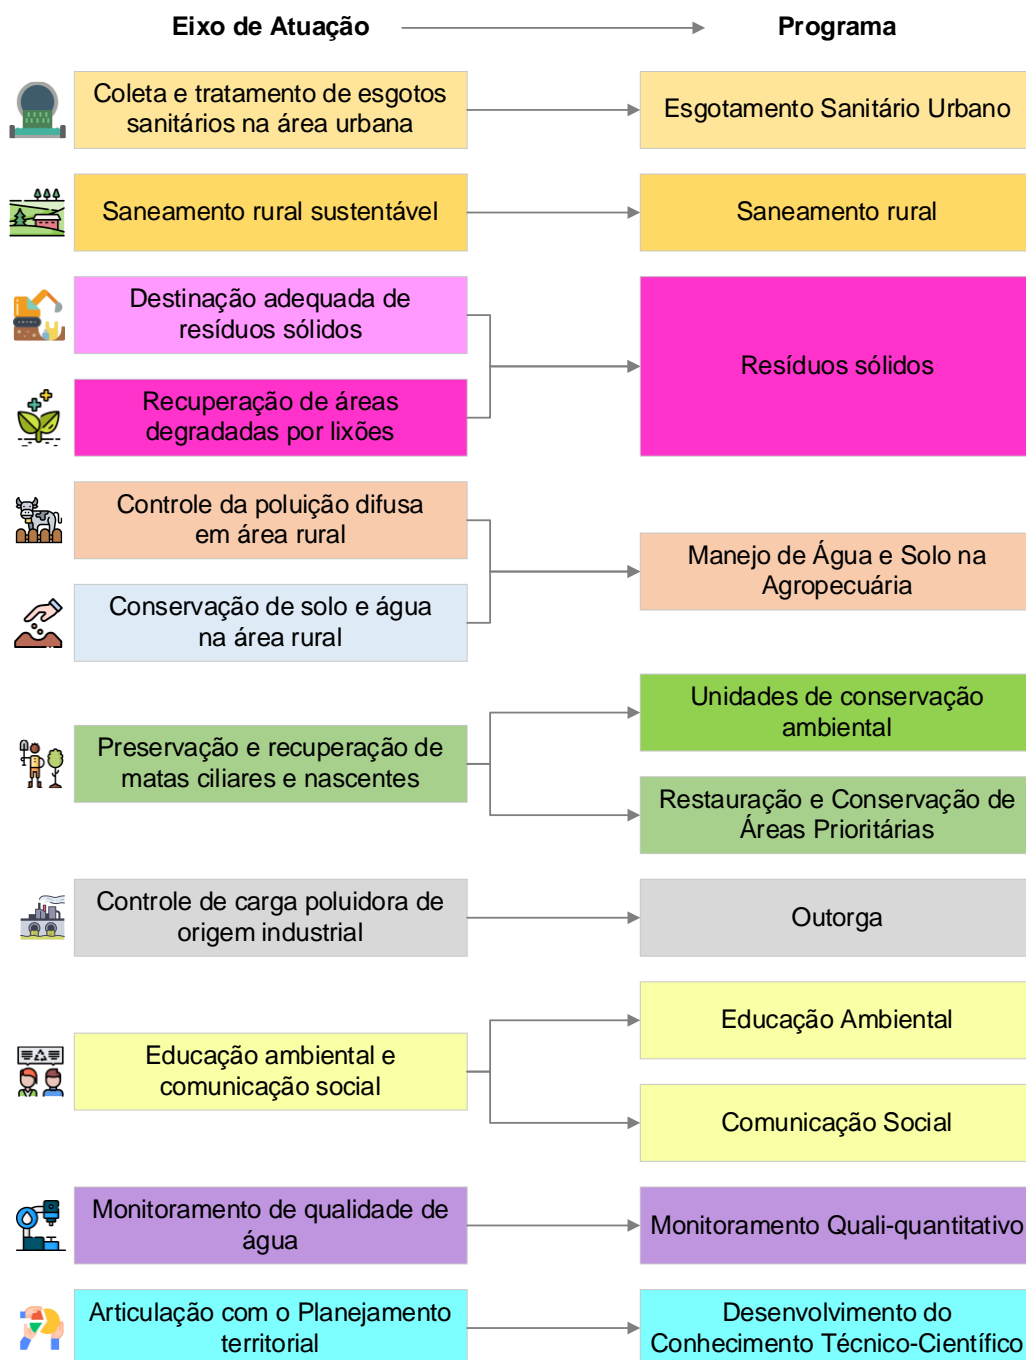 Eixo de Atuação
Programa
Coleta e tratamento de esgotos
sanitários na área urbana
Esgotamento Sanitário Urbano
Saneamento rural sustentável
Saneamento rural
Destinação adequada de
resíduos sólidos
Recuperação de áreas
degradadas por lixões
Resíduos sólidos
Controle da poluição difusa
em área rural
Conservação de solo e água
na área rural
Manejo de Água e Solo na
Agropecuária
Preservação e recuperação de
matas ciliares e nascentes
Unidades de conservação
ambiental
Restauração e Conservação de
Áreas Prioritárias
Controle de carga poluidora de
origem industrial
Outorga
Educação ambiental e
comunicação social
Educação Ambiental
Comunicação Social
Monitoramento de qualidade de
água
Monitoramento Quali-quantitativo
Articulação com o Planejamento
territorial
Desenvolvimento do
Conhecimento Técnico-Científico